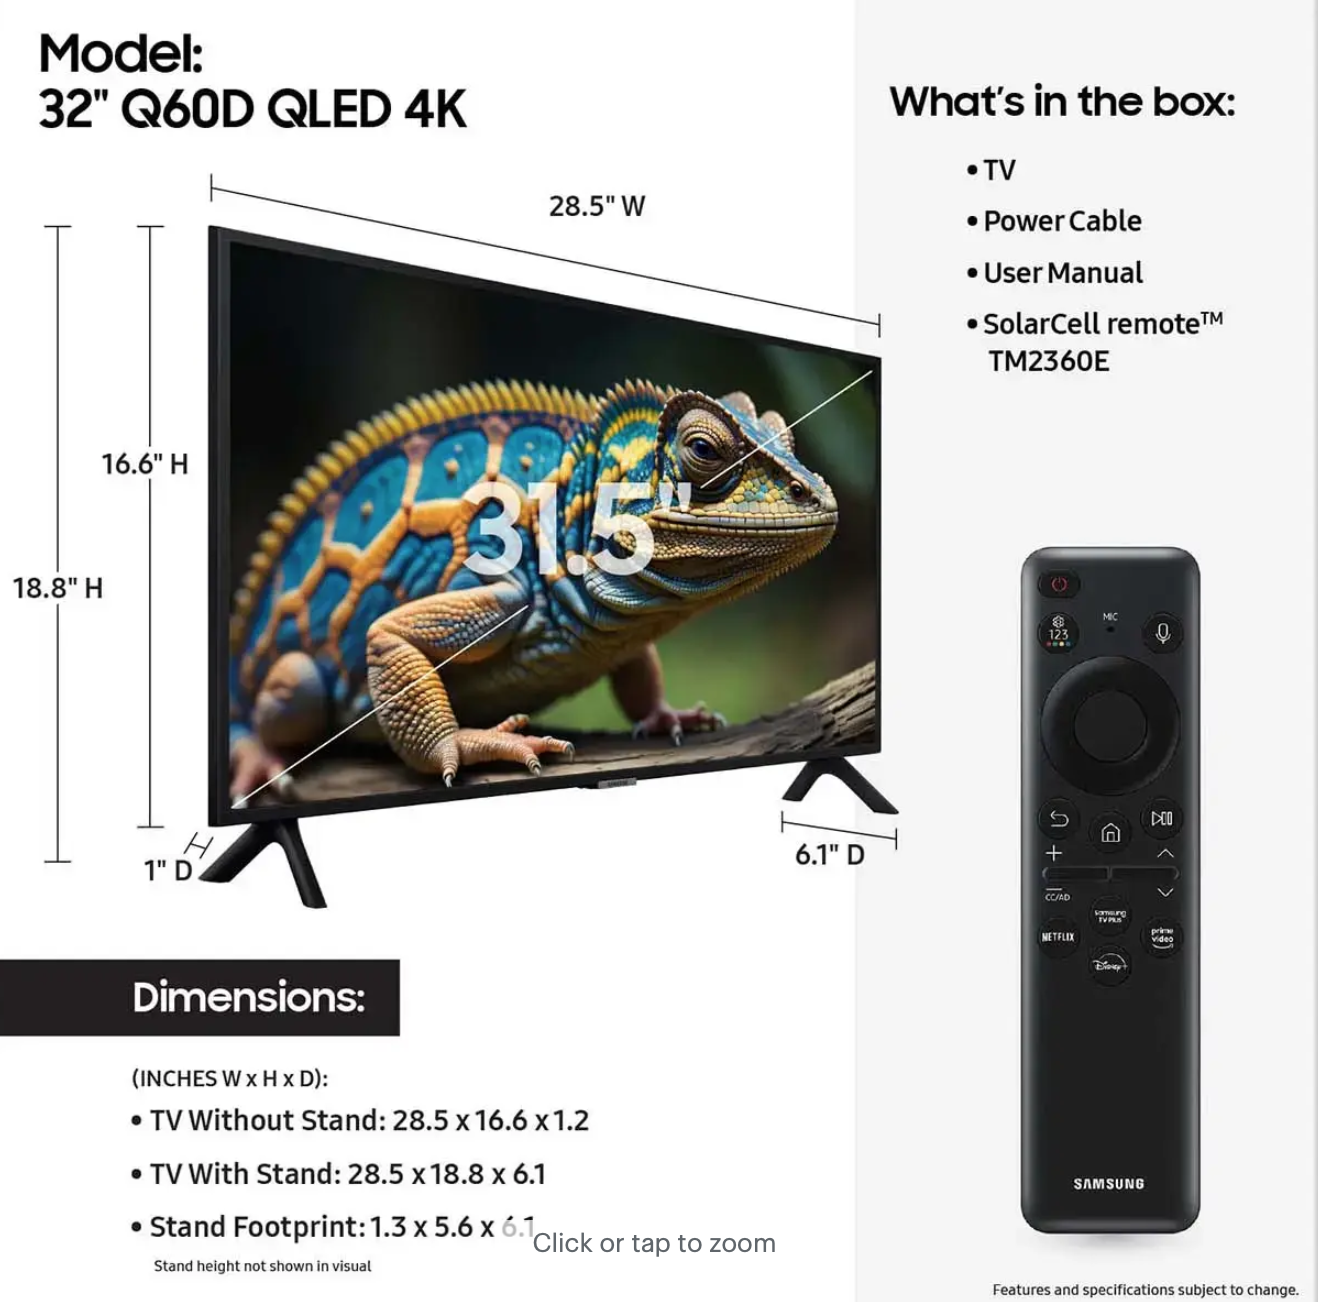 Model:
32" Q60D QLED 4K
28.5" W
16.6" H
18.8" H
31.5"
1" D
6.1" D
Dimensions:
(INCHES W x H x D):
• TV Without Stand: 28.5 x 16.6 x 1.2
• TV With Stand: 28.5 x 18.8 x 6.1
• Stand Footprint: 1.3 x 5.6 x 6.1
Click or tap to zoom
Stand height not shown in visual
What's in the box:
• TV
• Power Cable
• User Manual
• SolarCell remote™
TM2360E
MIC
123
CC/AD
Samsung
TV Plus
NETFLIX
prime
video
Disney+
SAMSUNG
Features and specifications subject to change.